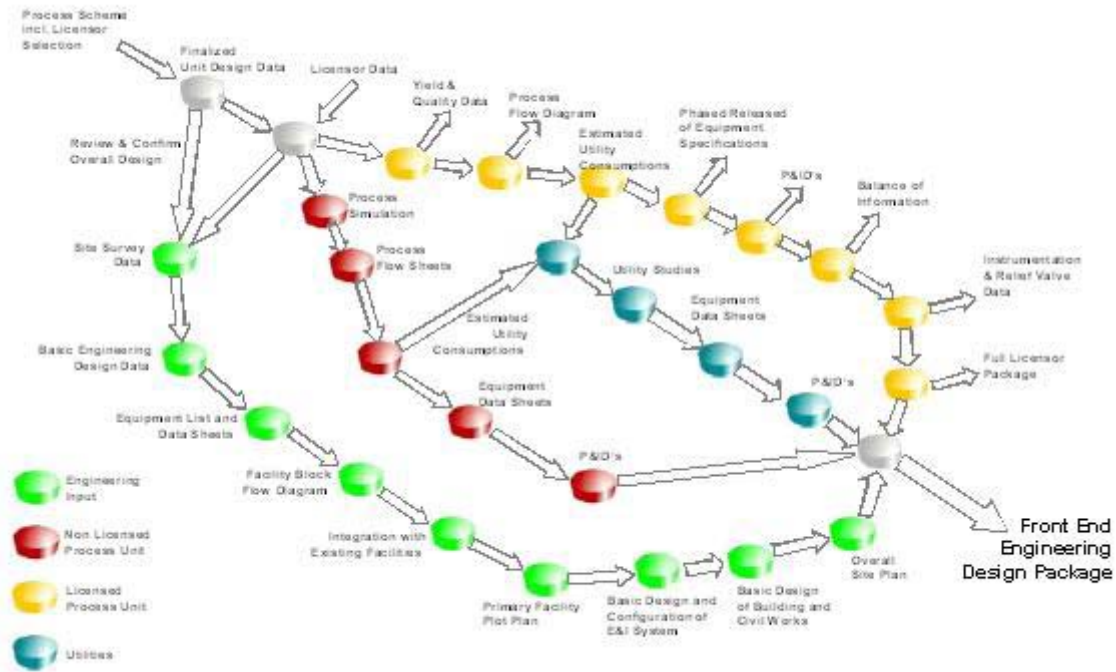 Process Scheme
incl. Licensor
Selection
Finalized
Unit Design Data
Licensor Data
Yield &
Quality Data
Process
Flow Diagram
Phased Released
of Equipment
Specifications
Estimated
Utility
Consumptions
P&ID's
Balance of
Information
Review & Confirm
Overall Design
Process
Simulation
Site Survey
Data
Process
Flow Sheets
Utility Studies
Instrumentation
& Relief Valve
Data
Equipment
Data Sheets
Estimated
Utility
Consumptions
Basic Engineering
Design Data
Full Licensor
Package
Equipment
Data Sheets
P&ID's
Equipment List and
Data Sheets
P&ID's
Facility Block
Flow Diagram
Engineering
Input
Integration with
Existing Facilities
Non Licensed
Process Unit
Front End
Engineering
Design Package
Overall
Site Plan
Licensed
Process Unit
Primary Facility
Plot Plan
Basic Design and
Configuration of
E&I System
Basic Design
of Building and
Civil Works
Utilities